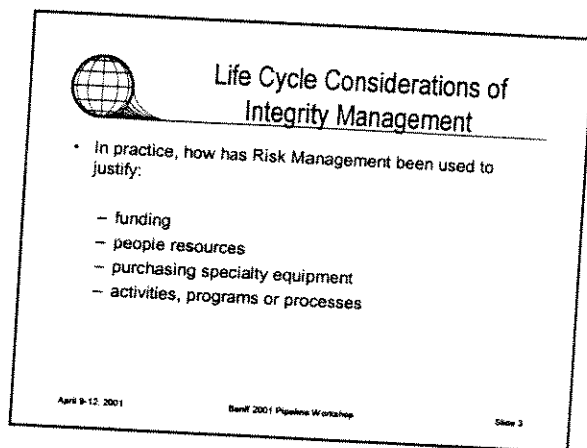 Life Cycle Considerations of
Integrity Management
• In practice, how has Risk Management been used to
justify:
– funding
– people resources
– purchasing specialty equipment
– activities, programs or processes
April 9-12, 2001
Banff 2001 Pipeline Workshop
Slide 3